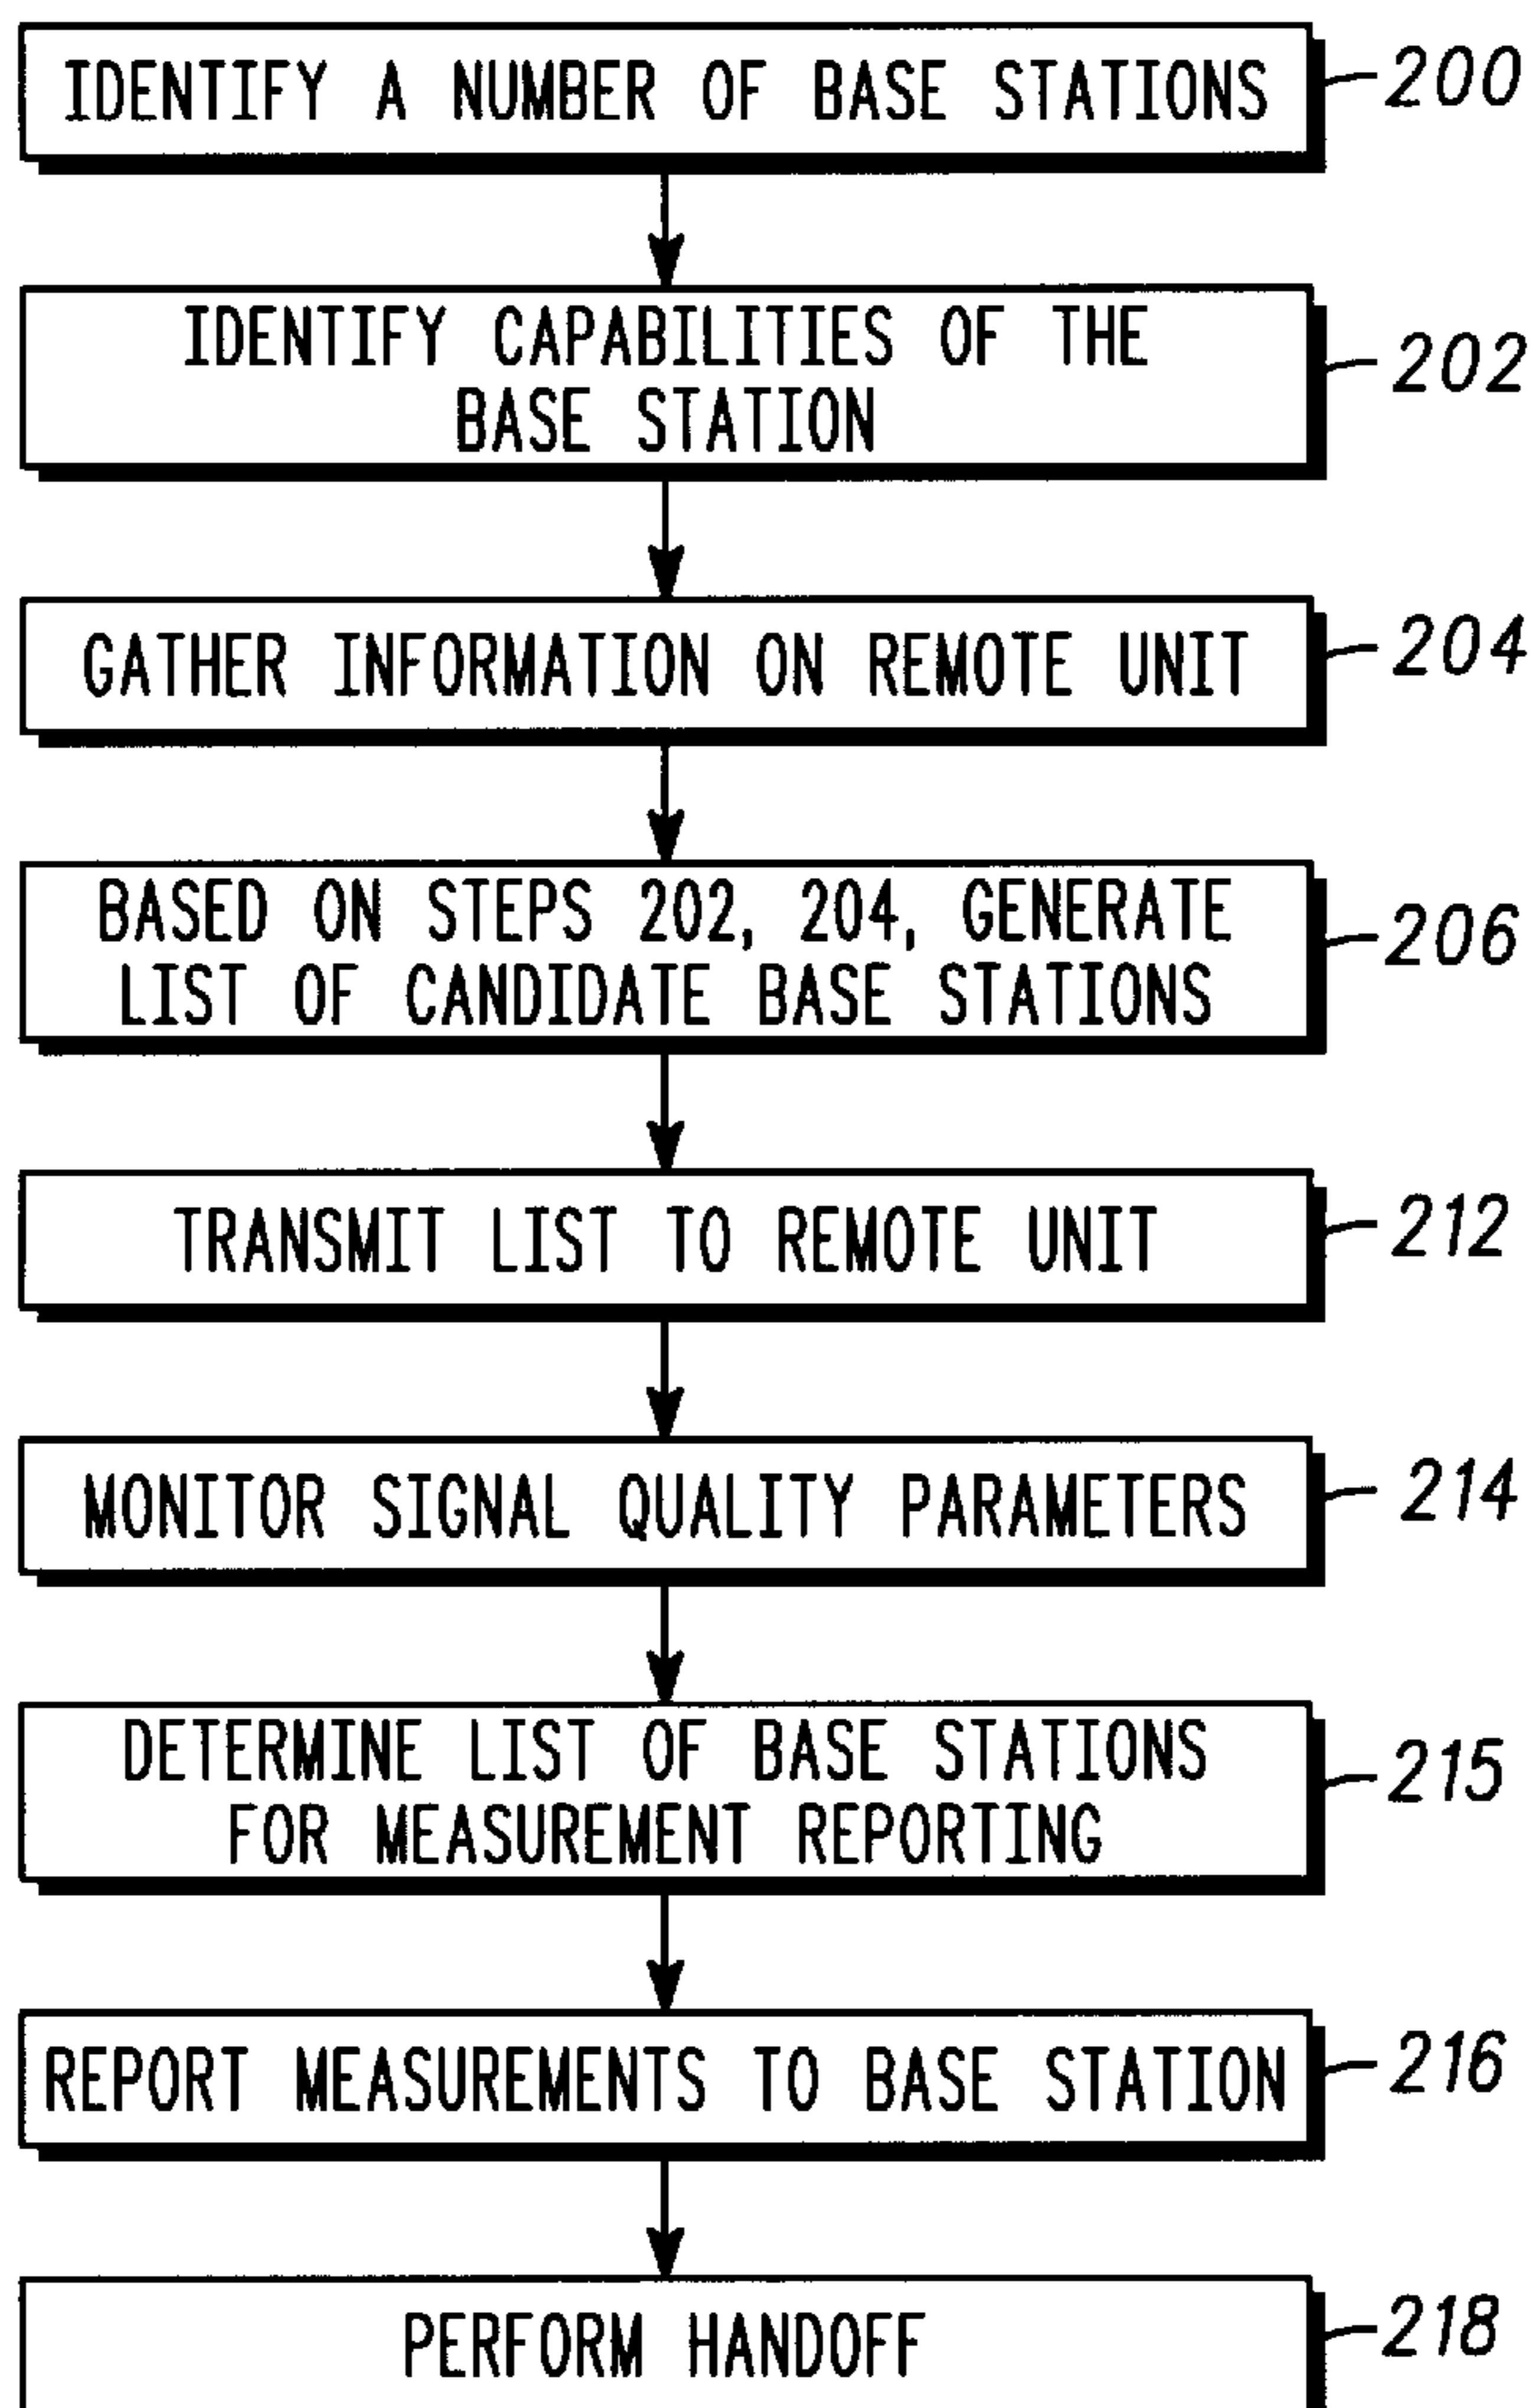 IDENTIFY A NUMBER OF BASE STATIONS 200
IDENTIFY CAPABILITIES OF THE
BASE STATION
202
GATHER INFORMATION ON REMOTE UNIT 204
BASED ON STEPS 202, 204, GENERATE
LIST OF CANDIDATE BASE STATIONS
206
TRANSMIT LIST TO REMOTE UNIT 212
MONITOR SIGNAL QUALITY PARAMETERS 214
DETERMINE LIST OF BASE STATIONS
FOR MEASUREMENT REPORTING
215
REPORT MEASUREMENTS TO BASE STATION 216
PERFORM HANDOFF 218